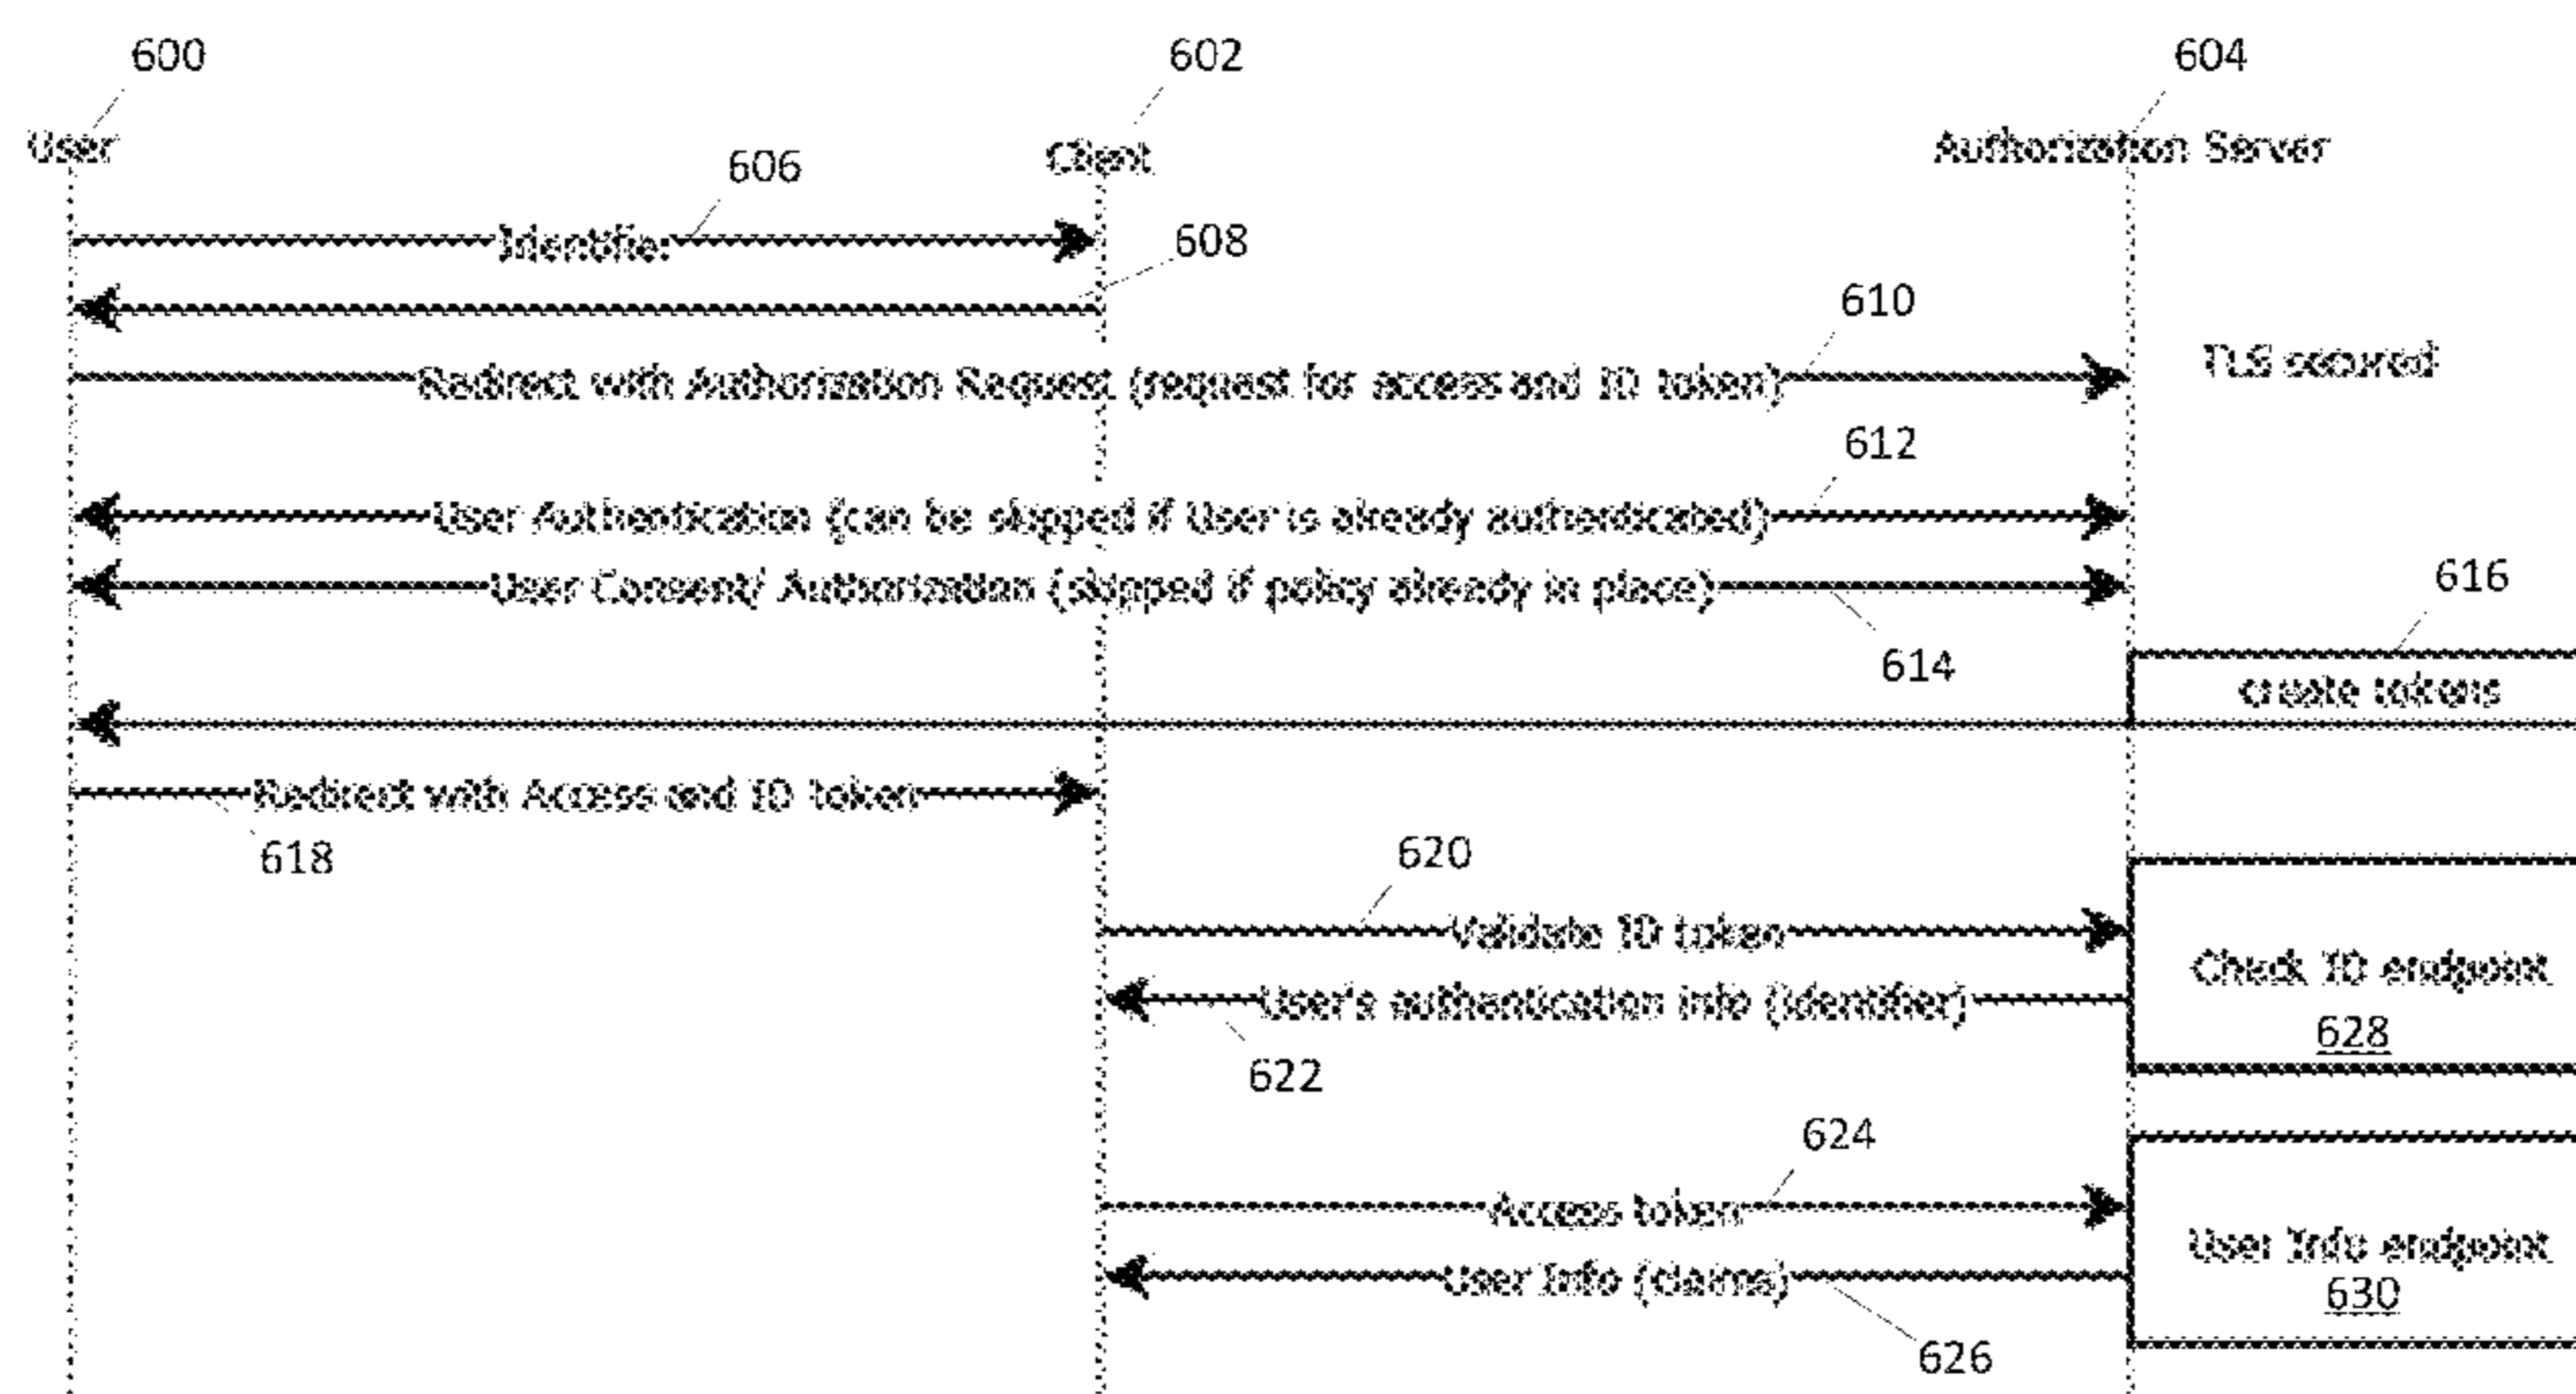 600
602
604
User
Client
Authorization Server
606
Identifier
608
610
Redirect with Authorization Request (request for access and ID token)
TLS secured
612
User Authentication (can be skipped if User is already authenticated)
User Consent/ Authorization (skipped if policy already in place)
616
614
create tokens
Redirect with Access and ID token
618
620
Validate ID token
Check ID endpoint
User's authentication info (identifier)
628
622
624
Access token
User Info endpoint
User Info (claims)
630
626